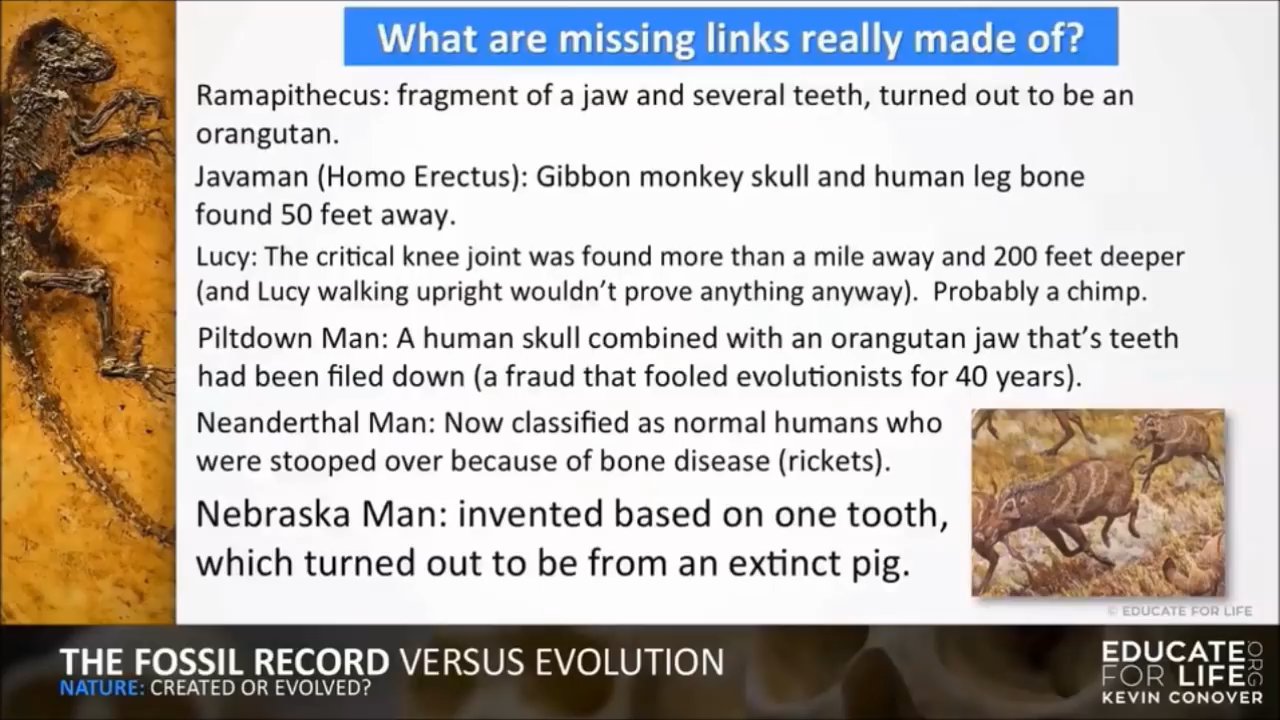 What are missing links really made of?
Ramapithecus: fragment of a jaw and several teeth, turned out to be an
orangutan.
Javaman (Homo Erectus): Gibbon monkey skull and human leg bone
found 50 feet away.
Lucy: The critical knee joint was found more than a mile away and 200 feet deeper
(and Lucy walking upright wouldn't prove anything anyway).  Probably a chimp.
Piltdown Man: A human skull combined with an orangutan jaw that's teeth
had been filed down (a fraud that fooled evolutionists for 40 years).
Neanderthal Man: Now classified as normal humans who
were stooped over because of bone disease (rickets).
Nebraska Man: invented based on one tooth,
which turned out to be from an extinct pig.
© EDUCATE FOR LIFE
THE FOSSIL RECORD VERSUS EVOLUTION
NATURE: CREATED OR EVOLVED?
EDUCATE
FOR LIFE
.ORG
KEVIN CONOVER